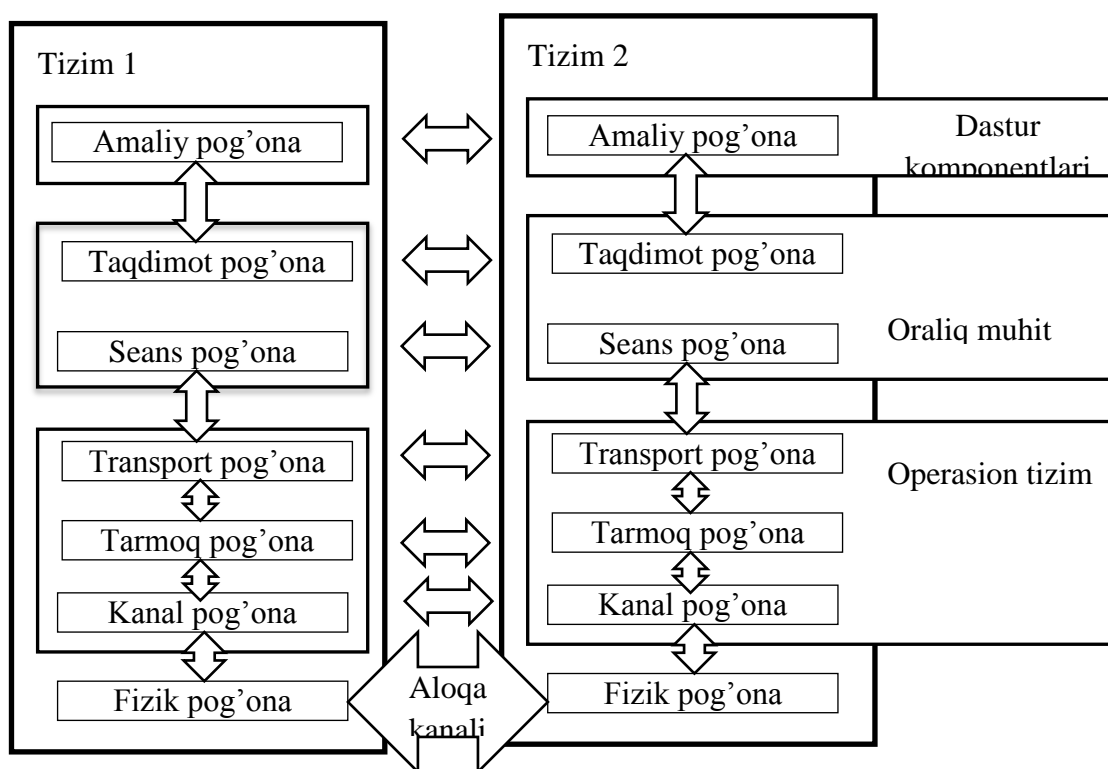 Tizim 1
Amaliy pog’ona
Taqdimot pog’ona
Seans pog’ona
Transport pog’ona
Tarmoq pog’ona
Kanal pog’ona
Fizik pog’ona
Aloqa
kanali
Tizim 2
Amaliy pog’ona
Taqdimot pog’ona
Seans pog’ona
Transport pog’ona
Tarmoq pog’ona
Kanal pog’ona
Fizik pog’ona
Dastur
komponentlari
Oraliq muhit
Operasion tizim